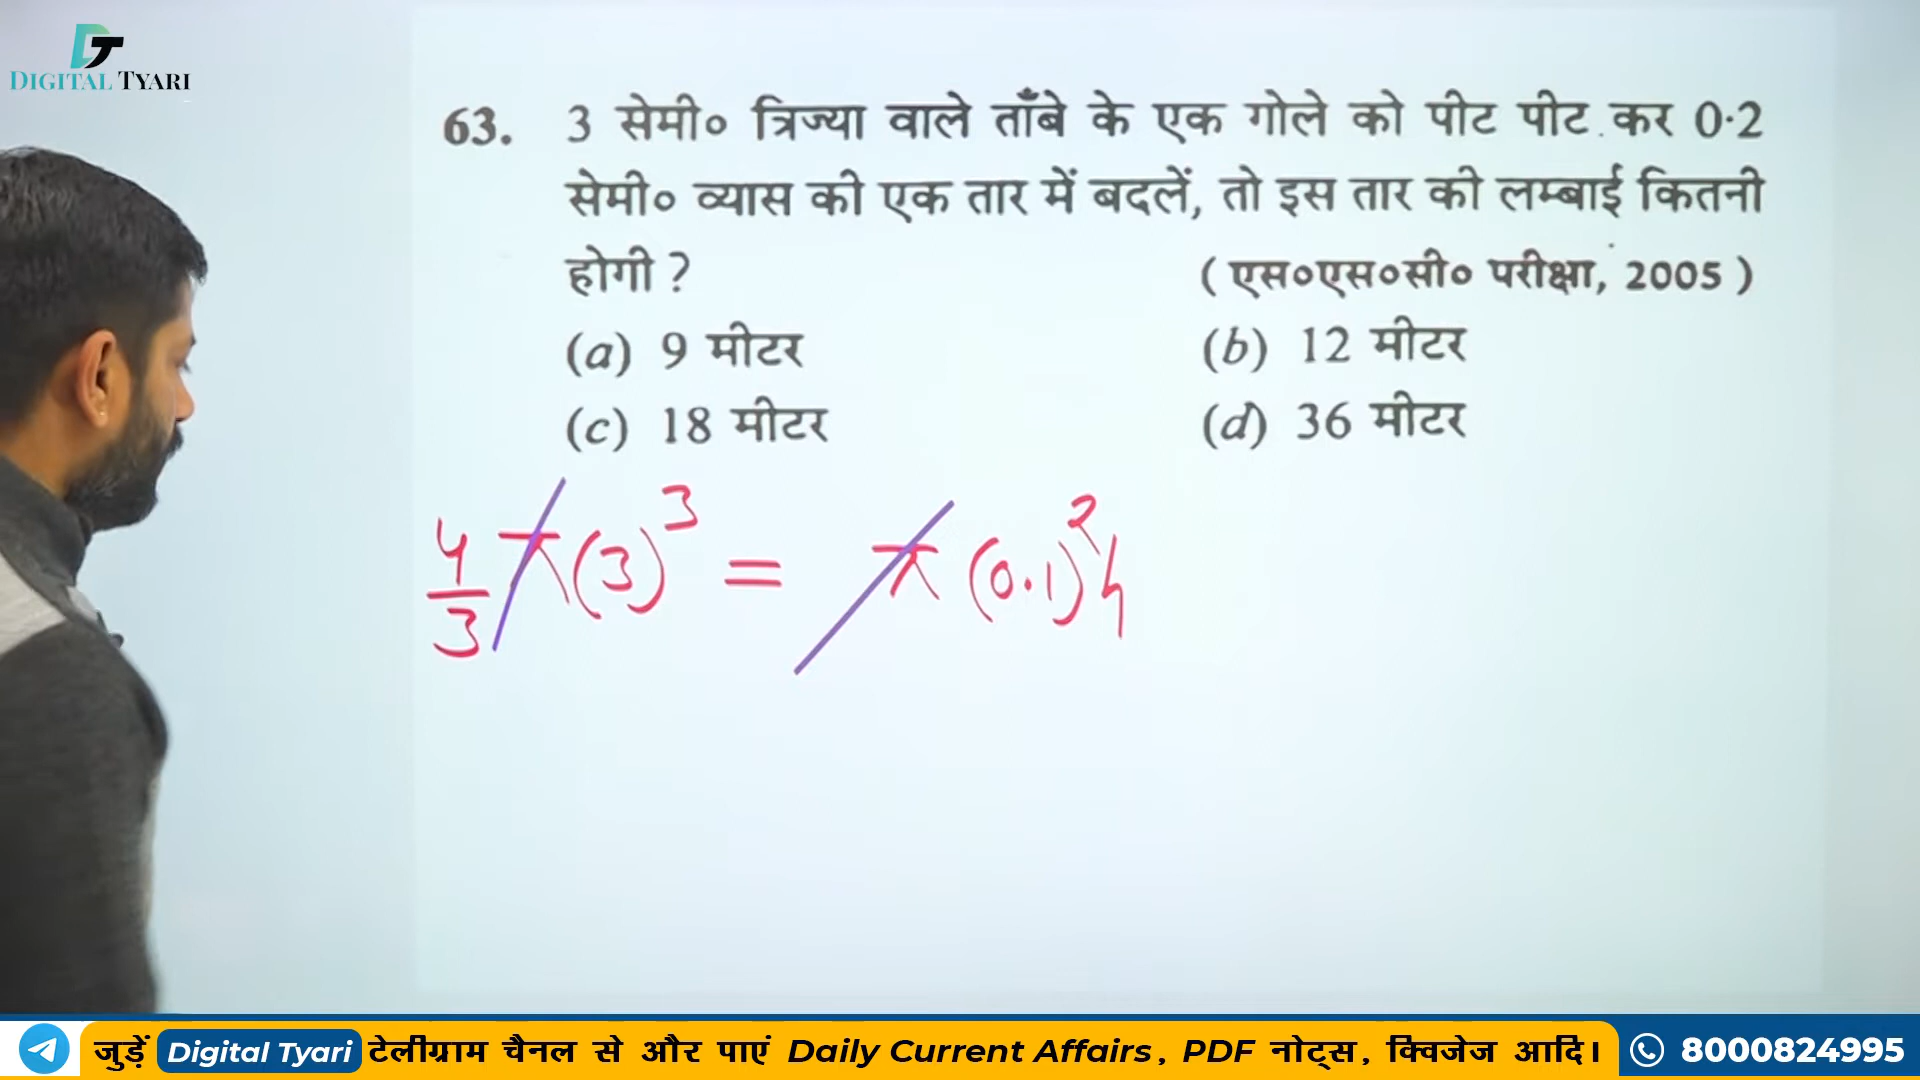 DT
DIGITAL TYARI
63. 3 सेमी० त्रिज्या वाले ताँबे के एक गोले को पीट पीट कर 0·2
सेमी० व्यास की एक तार में बदलें, तो इस तार की लम्बाई कितनी
होगी ? ( एस०एस०सी० परीक्षा, 2005 )
(a) 9 मीटर (b) 12 मीटर
(c) 18 मीटर (d) 36 मीटर
4/3 π (3)³ = π (0.1)² h
जुड़ें Digital Tyari टेलीग्राम चैनल से और पाएं Daily Current Affairs, PDF नोट्स, क्विजेज आदि। 8000824995